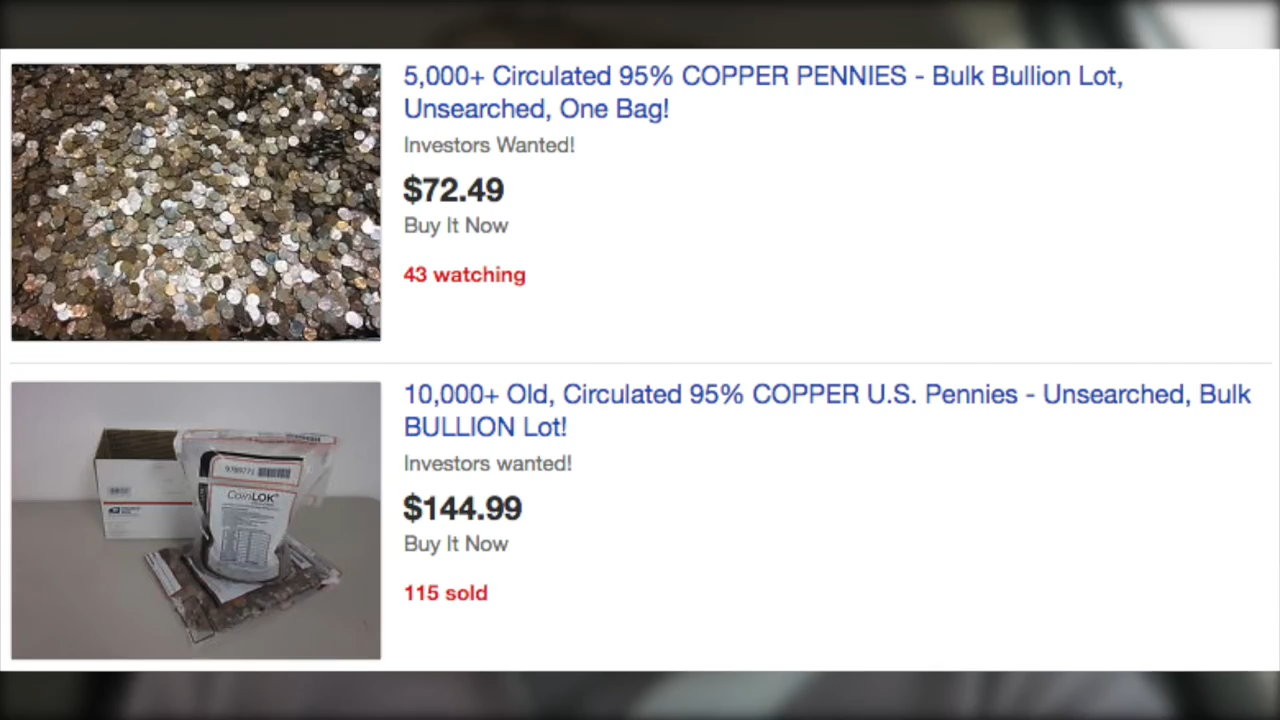 5,000+ Circulated 95% COPPER PENNIES - Bulk Bullion Lot,
Unsearched, One Bag!
Investors Wanted!
$72.49
Buy It Now
43 watching
10,000+ Old, Circulated 95% COPPER U.S. Pennies - Unsearched, Bulk
BULLION Lot!
Investors wanted!
$144.99
Buy It Now
115 sold
CoinLOK